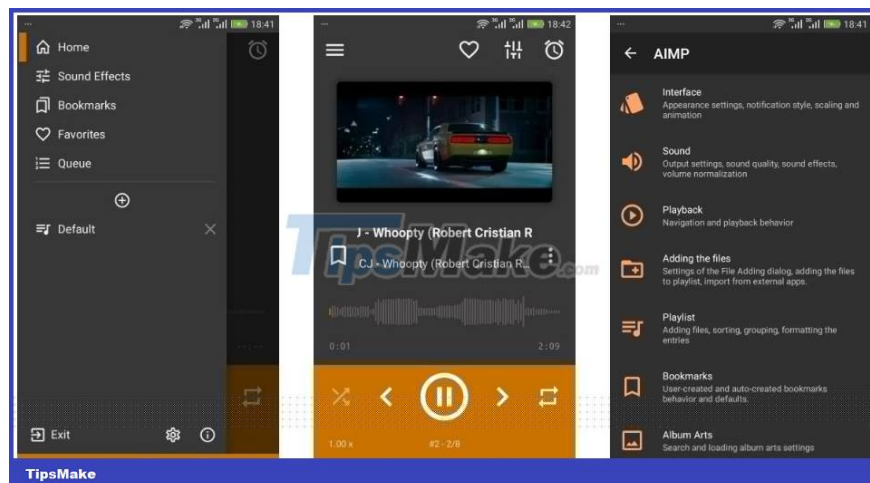 ... 18:41
Home
Sound Effects
Bookmarks
Favorites
Queue
Default
Exit
... 18:42
J - Whoopty (Robert Cristian R
CJ - Whoopty (Robert Cristian R...
0:01 2:09
1.00 x #2 - 2/8
... 18:41
AIMP
Interface
Appearance settings, notification style, scaling and
animation
Sound
Output settings, sound quality, sound effects,
volume normalization
Playback
Navigation and playback behavior
Adding the files
Settings of the File Adding dialog, adding the files
to playlist, import from external apps.
Playlist
Adding files, sorting, grouping, formatting the
entries
Bookmarks
User-created and auto-created bookmarks
behavior and defaults.
Album Arts
Search and loading album arts settings
TipsMake.com
TipsMake